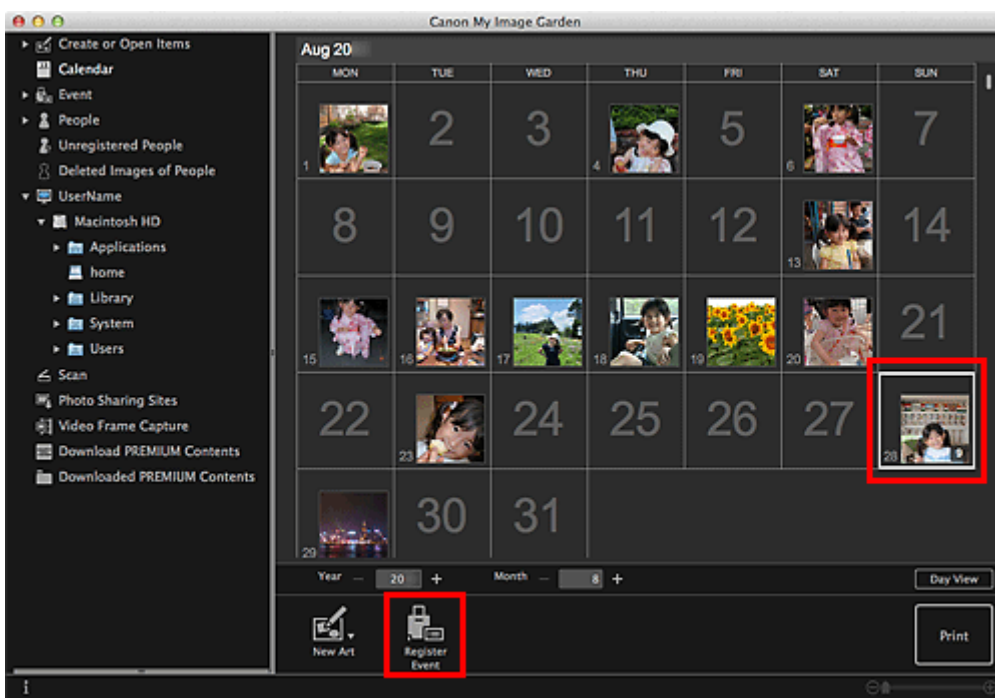 Canon My Image Garden
Create or Open Items
Calendar
Event
People
Unregistered People
Deleted Images of People
UserName
Macintosh HD
Applications
home
Library
System
Users
Scan
Photo Sharing Sites
Video Frame Capture
Download PREMIUM Contents
Downloaded PREMIUM Contents
Aug 20
MON TUE WED THU FRI SAT SUN
1 2 3 4 5 6 7
8 9 10 11 12 13 14
15 16 17 18 19 20 21
22 23 24 25 26 27 28
29 30 31
Year 20 + Month 8 + Day View
New Art
Register
Event
Print